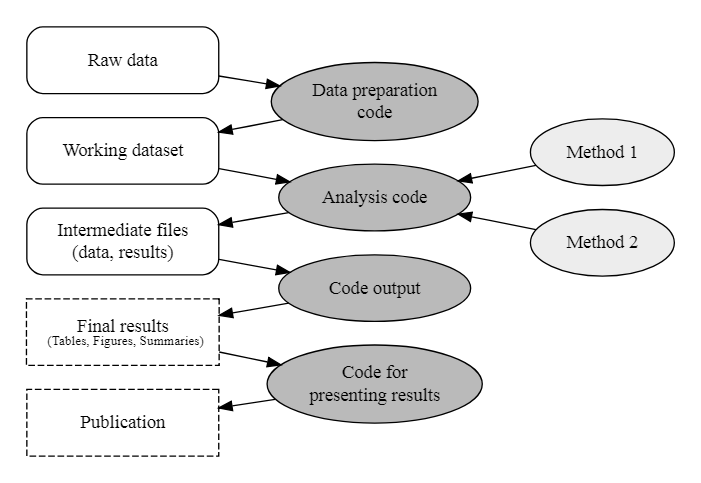 Raw data
Data preparation
code
Working dataset
Method 1
Analysis code
Intermediate files
(data, results)
Method 2
Code output
Final results
(Tables, Figures, Summaries)
Code for
presenting results
Publication